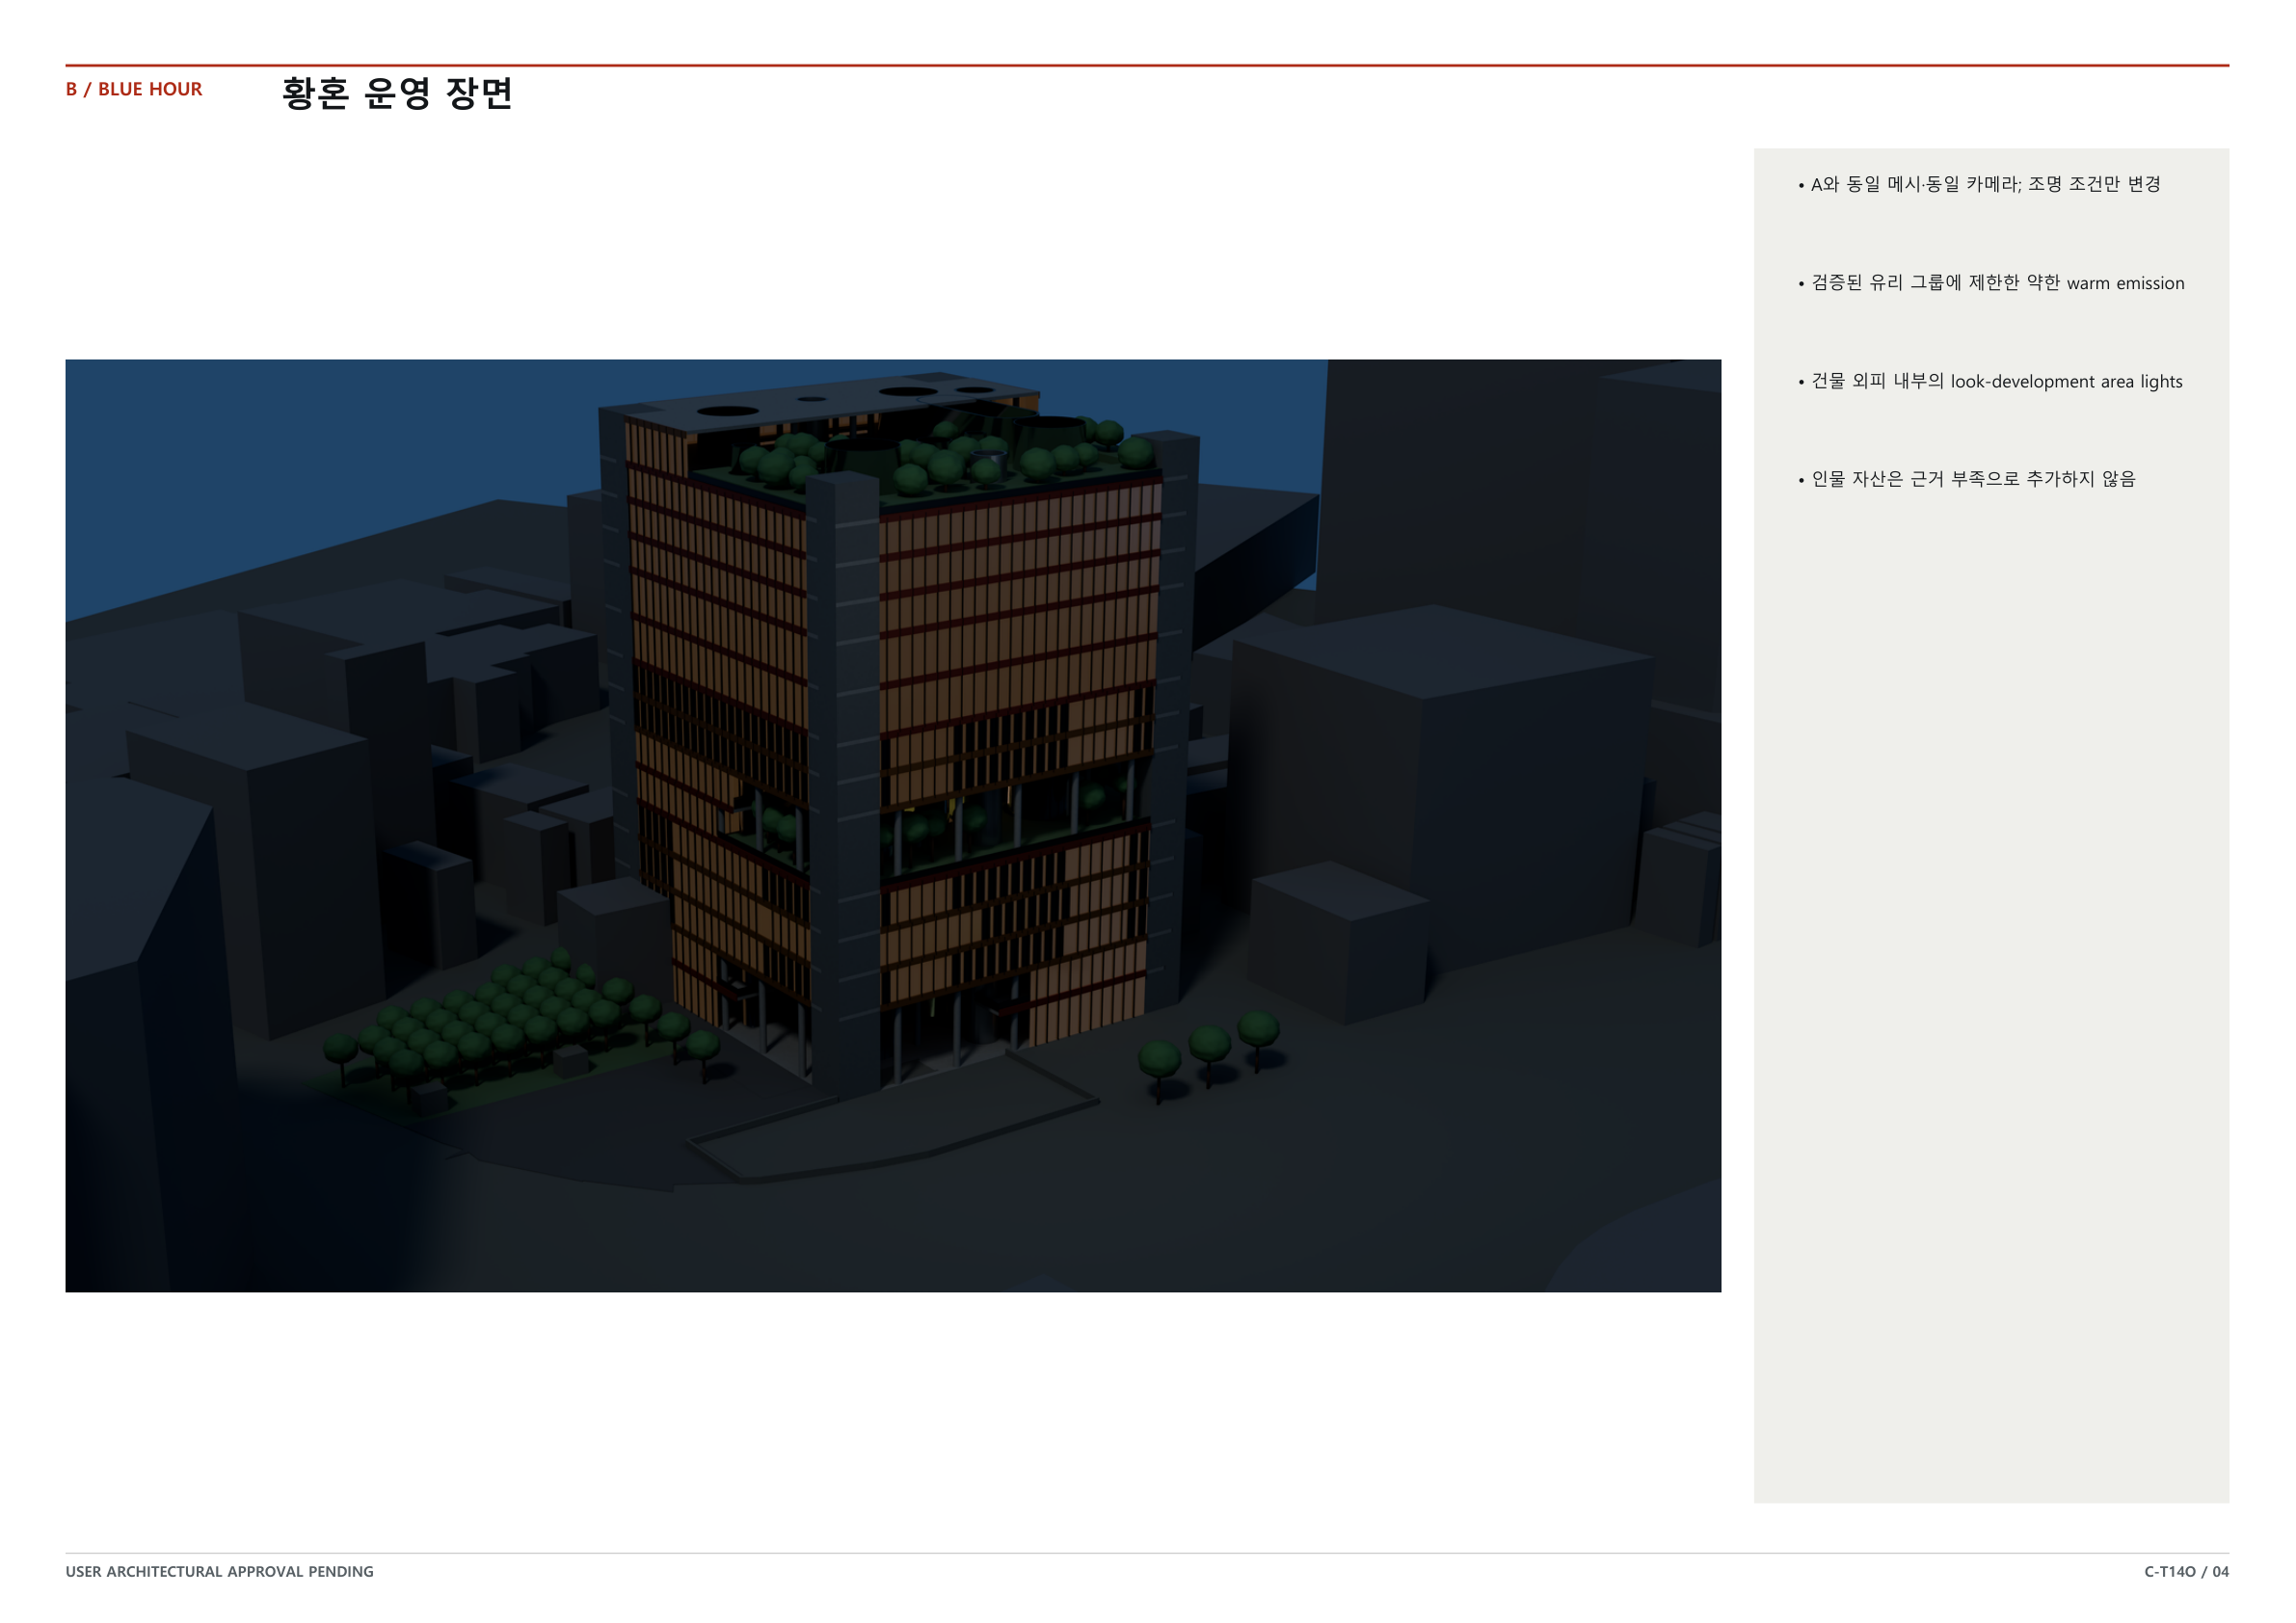 B / BLUE HOUR
황혼 운영 장면
• A와 동일 메시·동일 카메라; 조명 조건만 변경
• 검증된 유리 그룹에 제한한 약한 warm emission
• 건물 외피 내부의 look-development area lights
• 인물 자산은 근거 부족으로 추가하지 않음
USER ARCHITECTURAL APPROVAL PENDING
C-T14O / 04